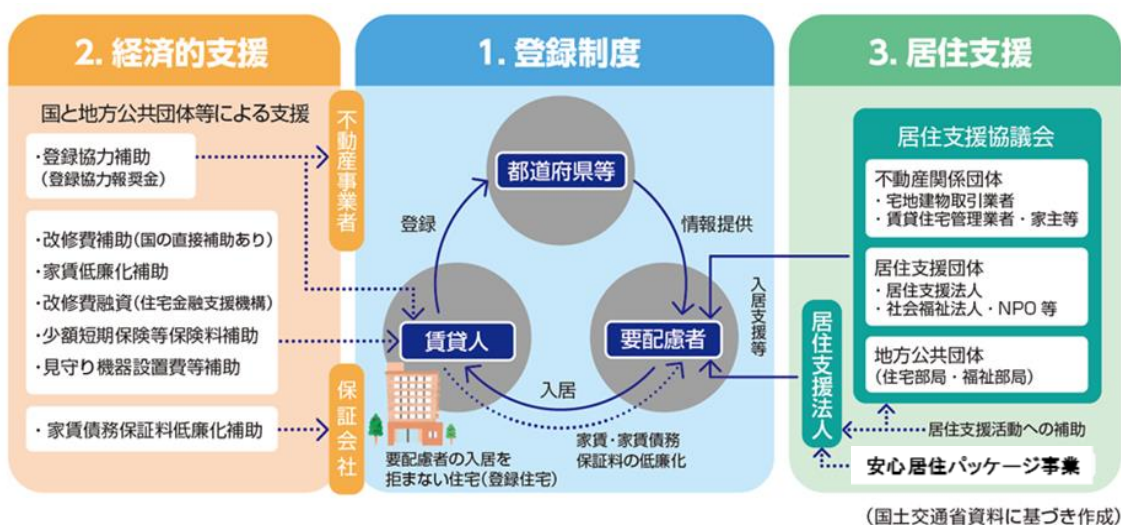 2. 経済的支援
国と地方公共団体等による支援
・登録協力補助
(登録協力報奨金)
・改修費補助(国の直接補助あり)
・家賃低廉化補助
・改修費融資(住宅金融支援機構)
・少額短期保険等保険料補助
・見守り機器設置費等補助
・家賃債務保証料低廉化補助
不動産事業者
保証会社
1. 登録制度
都道府県等
登録
情報提供
賃貸人
要配慮者
入居
家賃・家賃債務
保証料の低廉化
要配慮者の入居を
拒まない住宅(登録住宅)
入居支援等
3. 居住支援
居住支援協議会
不動産関係団体
・宅地建物取引業者
・賃貸住宅管理業者・家主等
居住支援団体
・居住支援法人
・社会福祉法人・NPO 等
地方公共団体
(住宅部局・福祉部局)
居住支援法人
居住支援活動への補助
安心居住パッケージ事業
(国土交通省資料に基づき作成)